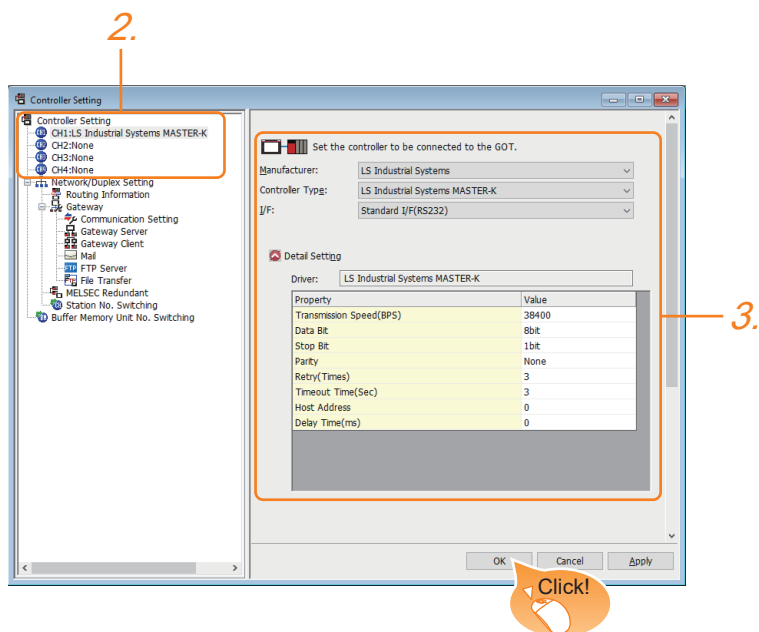 2.
Controller Setting
Controller Setting
CH1:LS Industrial Systems MASTER-K
CH2:None
CH3:None
CH4:None
Network/Duplex Setting
Routing Information
Gateway
Communication Setting
Gateway Server
Gateway Client
Mail
FTP Server
File Transfer
MELSEC Redundant
Station No. Switching
Buffer Memory Unit No. Switching
Set the controller to be connected to the GOT.
Manufacturer: LS Industrial Systems
Controller Type: LS Industrial Systems MASTER-K
I/F: Standard I/F(RS232)
Detail Setting
Driver: LS Industrial Systems MASTER-K
Property Value
Transmission Speed(BPS) 38400
Data Bit 8bit
Stop Bit 1bit
Parity None
Retry(Times) 3
Timeout Time(Sec) 3
Host Address 0
Delay Time(ms) 0
3.
OK Cancel Apply
Click!